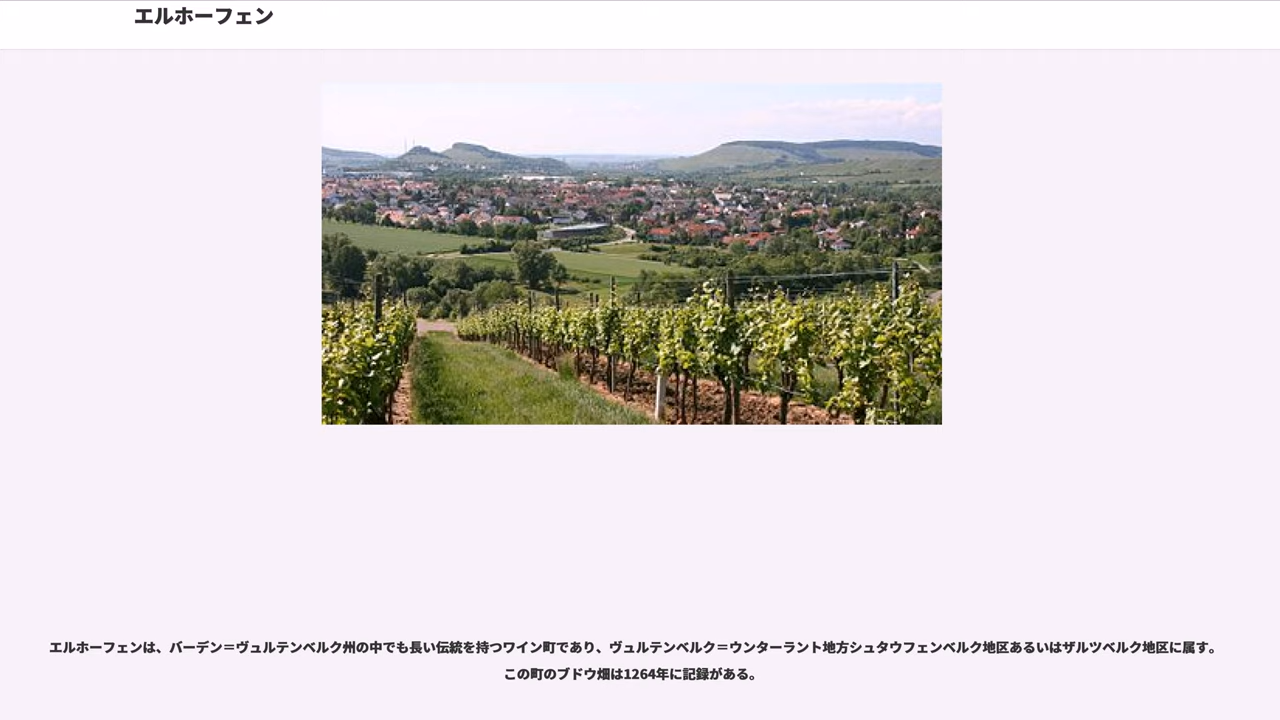 エルホーフェン
エルホーフェンは、バーデン＝ヴュルテンベルク州の中でも長い伝統を持つワイン町であり、ヴュルテンベルク＝ウンターラント地方シュタウフェンベルク地区あるいはザルツベルク地区に属す。
この町のブドウ畑は1264年に記録がある。